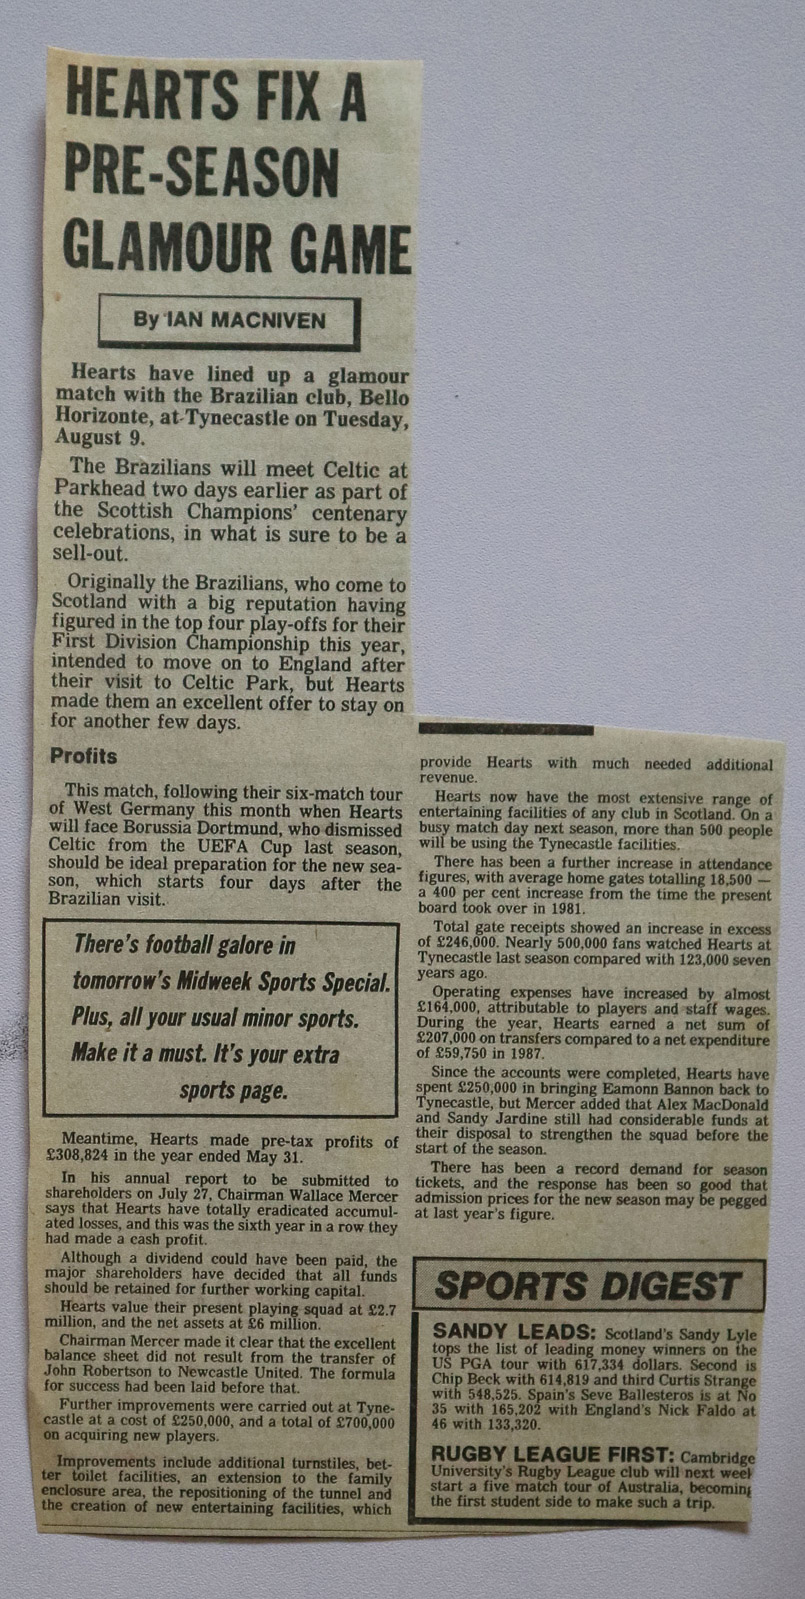 HEARTS FIX A
PRE-SEASON
GLAMOUR GAME
By IAN MACNIVEN
Hearts have lined up a glamour
match with the Brazilian club, Bello
Horizonte, at Tynecastle on Tuesday,
August 9.
The Brazilians will meet Celtic at
Parkhead two days earlier as part of
the Scottish Champions' centenary
celebrations, in what is sure to be a
sell-out.
Originally the Brazilians, who come to
Scotland with a big reputation having
figured in the top four play-offs for their
First Division Championship this year,
intended to move on to England after
their visit to Celtic Park, but Hearts
made them an excellent offer to stay on
for another few days.
Profits
This match, following their six-match tour
of West Germany this month when Hearts
will face Borussia Dortmund, who dismissed
Celtic from the UEFA Cup last season,
should be ideal preparation for the new sea-
son, which starts four days after the
Brazilian visit.
There's football galore in
tomorrow's Midweek Sports Special.
Plus, all your usual minor sports.
Make it a must. It's your extra
sports page.
Meantime, Hearts made pre-tax profits of
£308,824 in the year ended May 31.
In his annual report to be submitted to
shareholders on July 27, Chairman Wallace Mercer
says that Hearts have totally eradicated accumul-
ated losses, and this was the sixth year in a row they
had made a cash profit.
Although a dividend could have been paid, the
major shareholders have decided that all funds
should be retained for further working capital.
Hearts value their present playing squad at £2.7
million, and the net assets at £6 million.
Chairman Mercer made it clear that the excellent
balance sheet did not result from the transfer of
John Robertson to Newcastle United. The formula
for success had been laid before that.
Further improvements were carried out at Tyne-
castle at a cost of £250,000, and a total of £700,000
on acquiring new players.
Improvements include additional turnstiles, bet-
ter toilet facilities, an extension to the family
enclosure area, the repositioning of the tunnel and
the creation of new entertaining facilities, which
provide Hearts with much needed additional
revenue.
Hearts now have the most extensive range of
entertaining facilities of any club in Scotland. On a
busy match day next season, more than 500 people
will be using the Tynecastle facilities.
There has been a further increase in attendance
figures, with average home gates totalling 18,500 —
a 400 per cent increase from the time the present
board took over in 1981.
Total gate receipts showed an increase in excess
of £246,000. Nearly 500,000 fans watched Hearts at
Tynecastle last season compared with 123,000 seven
years ago.
Operating expenses have increased by almost
£164,000, attributable to players and staff wages.
During the year, Hearts earned a net sum of
£207,000 on transfers compared to a net expenditure
of £59,750 in 1987.
Since the accounts were completed, Hearts have
spent £250,000 in bringing Eamonn Bannon back to
Tynecastle, but Mercer added that Alex MacDonald
and Sandy Jardine still had considerable funds at
their disposal to strengthen the squad before the
start of the season.
There has been a record demand for season
tickets, and the response has been so good that
admission prices for the new season may be pegged
at last year's figure.
SPORTS DIGEST
SANDY LEADS: Scotland's Sandy Lyle
tops the list of leading money winners on the
US PGA tour with 617,334 dollars. Second is
Chip Beck with 614,819 and third Curtis Strange
with 548,525. Spain's Seve Ballesteros is at No
35 with 165,202 with England's Nick Faldo at
46 with 133,320.
RUGBY LEAGUE FIRST: Cambridge
University's Rugby League club will next week
start a five match tour of Australia, becoming
the first student side to make such a trip.